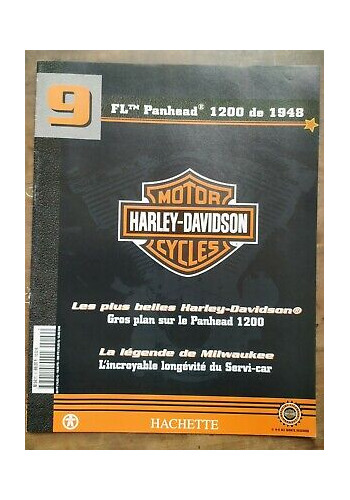 9
FL™ Panhead® 1200 de 1948
MOTOR
HARLEY-DAVIDSON
CYCLES
Les plus belles Harley-Davidson®
Gros plan sur le Panhead 1200
La légende de Milwaukee
L'incroyable longévité du Servi-car
HACHETTE